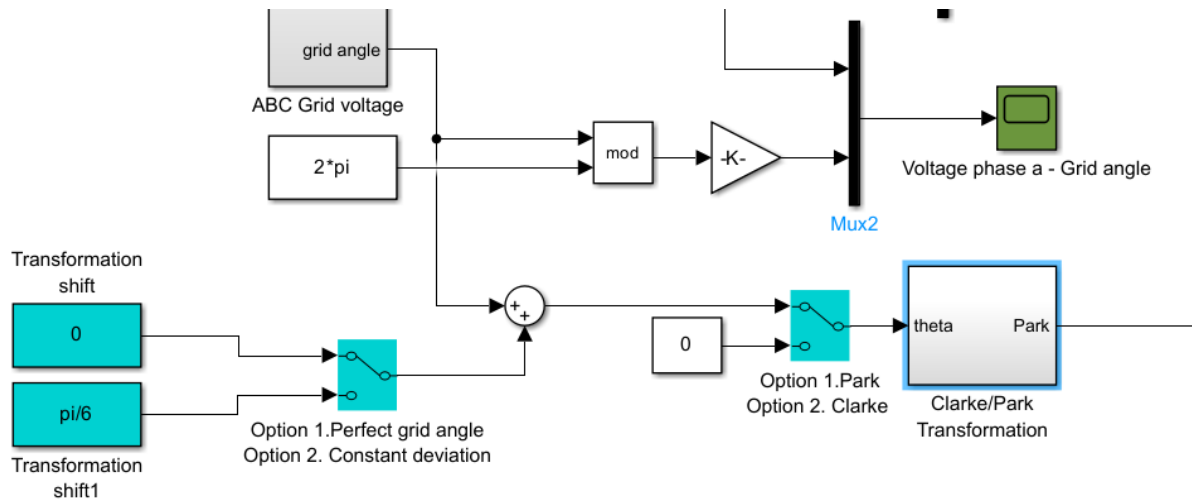 grid angle
ABC Grid voltage
2*pi
mod
-K-
Voltage phase a - Grid angle
Mux2
Transformation
shift
0
pi/6
Transformation
shift1
Option 1.Perfect grid angle
Option 2. Constant deviation
+
+
0
Option 1.Park
Option 2. Clarke
theta
Park
Clarke/Park
Transformation